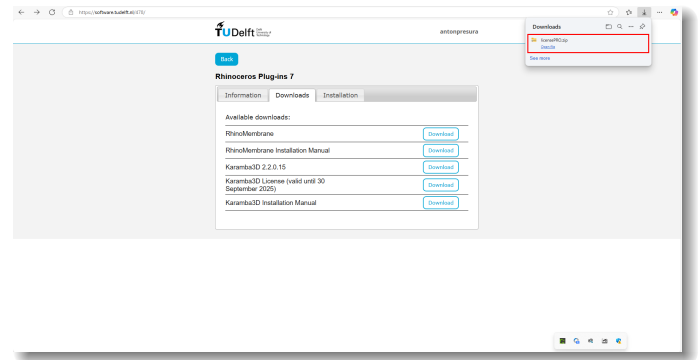 https://software.tudelft.nl/470/
TUDelft
antonpresura
Downloads
licensePRO.zip
Open file
See more
Back
Rhinoceros Plug-ins 7
Information
Downloads
Installation
Available downloads:
RhinoMembrane
Download
RhinoMembrane Installation Manual
Download
Karamba3D 2.2.0.15
Download
Karamba3D License (valid until 30
September 2025)
Download
Karamba3D Installation Manual
Download